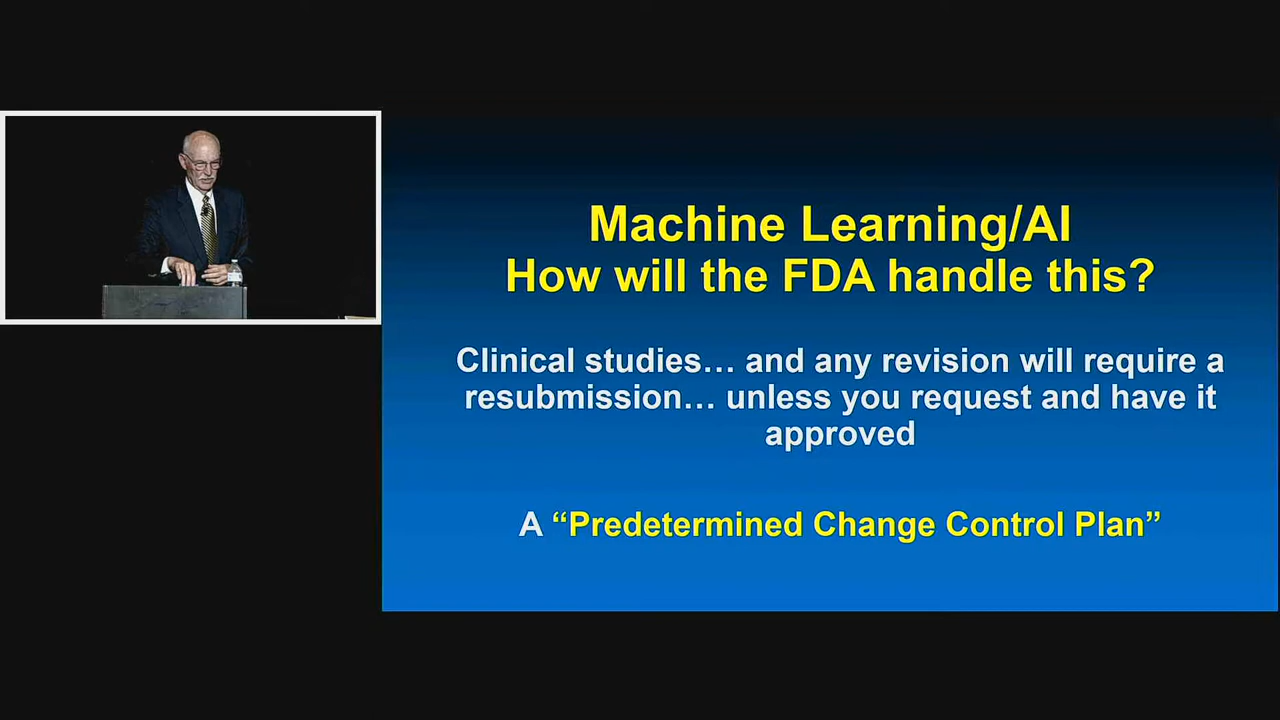 Machine Learning/AI
How will the FDA handle this?
Clinical studies… and any revision will require a
resubmission… unless you request and have it
approved
A “Predetermined Change Control Plan”